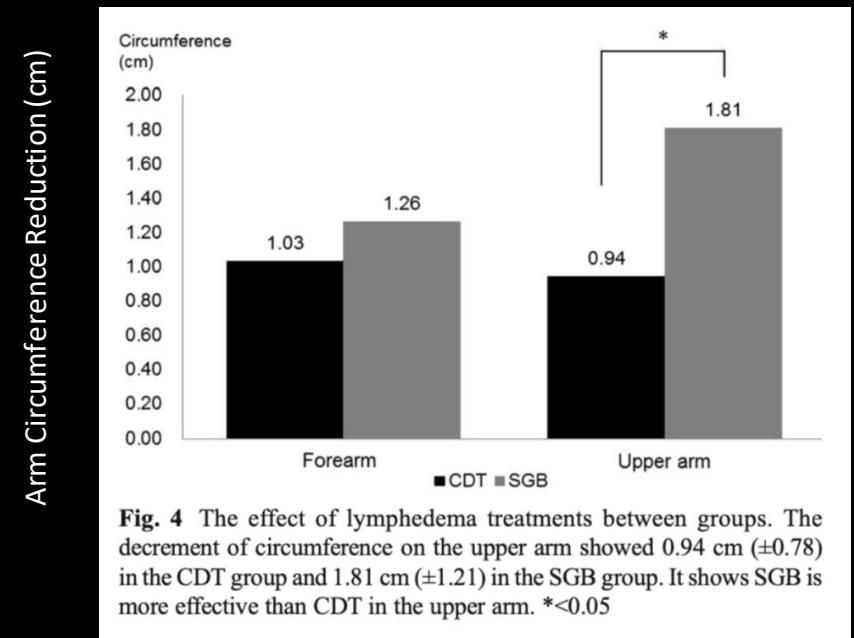 Arm Circumference Reduction (cm)
Circumference
(cm)
*
2.00
1.80
1.60
1.40
1.20
1.00
0.80
0.60
0.40
0.20
0.00
1.03
1.26
0.94
1.81
Forearm
Upper arm
CDT SGB
Fig. 4 The effect of lymphedema treatments between groups. The
decrement of circumference on the upper arm showed 0.94 cm (±0.78)
in the CDT group and 1.81 cm (±1.21) in the SGB group. It shows SGB is
more effective than CDT in the upper arm. *<0.05